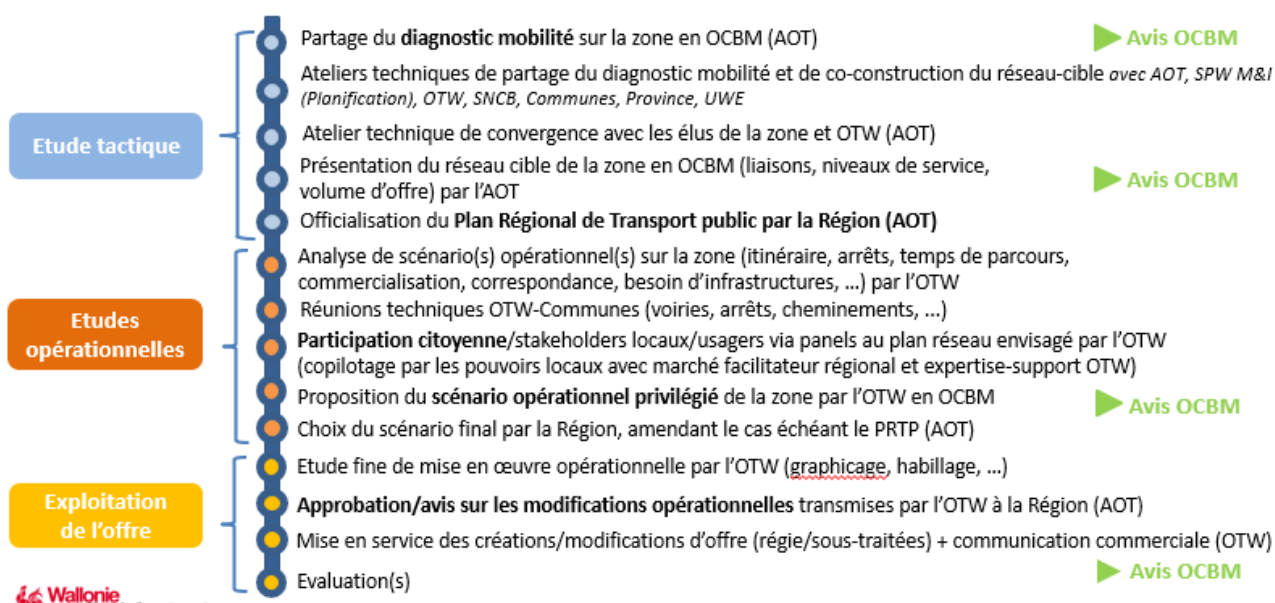 Partage du diagnostic mobilité sur la zone en OCBM (AOT)
Avis OCBM
Ateliers techniques de partage du diagnostic mobilité et de co-construction du réseau-cible avec AOT, SPW M&I
(Planification), OTW, SNCB, Communes, Province, UWE
Etude tactique
Atelier technique de convergence avec les élus de la zone et OTW (AOT)
Présentation du réseau cible de la zone en OCBM (liaisons, niveaux de service,
volume d'offre) par l'AOT
Avis OCBM
Officialisation du Plan Régional de Transport public par la Région (AOT)
Analyse de scénario(s) opérationnel(s) sur la zone (itinéraire, arrêts, temps de parcours,
commercialisation, correspondance, besoin d'infrastructures, ...) par l'OTW
Etudes
opérationnelles
Réunions techniques OTW-Communes (voiries, arrêts, cheminements, ...)
Participation citoyenne/stakeholders locaux/usagers via panels au plan réseau envisagé par l'OTW
(copilotage par les pouvoirs locaux avec marché facilitateur régional et expertise-support OTW)
Proposition du scénario opérationnel privilégié de la zone par l'OTW en OCBM
Avis OCBM
Choix du scénario final par la Région, amendant le cas échéant le PRTP (AOT)
Etude fine de mise en œuvre opérationnelle par l'OTW (graphicage, habillage, ...)
Exploitation
de l'offre
Approbation/avis sur les modifications opérationnelles transmises par l'OTW à la Région (AOT)
Mise en service des créations/modifications d'offre (régie/sous-traitées) + communication commerciale (OTW)
Evaluation(s)
Avis OCBM
Wallonie